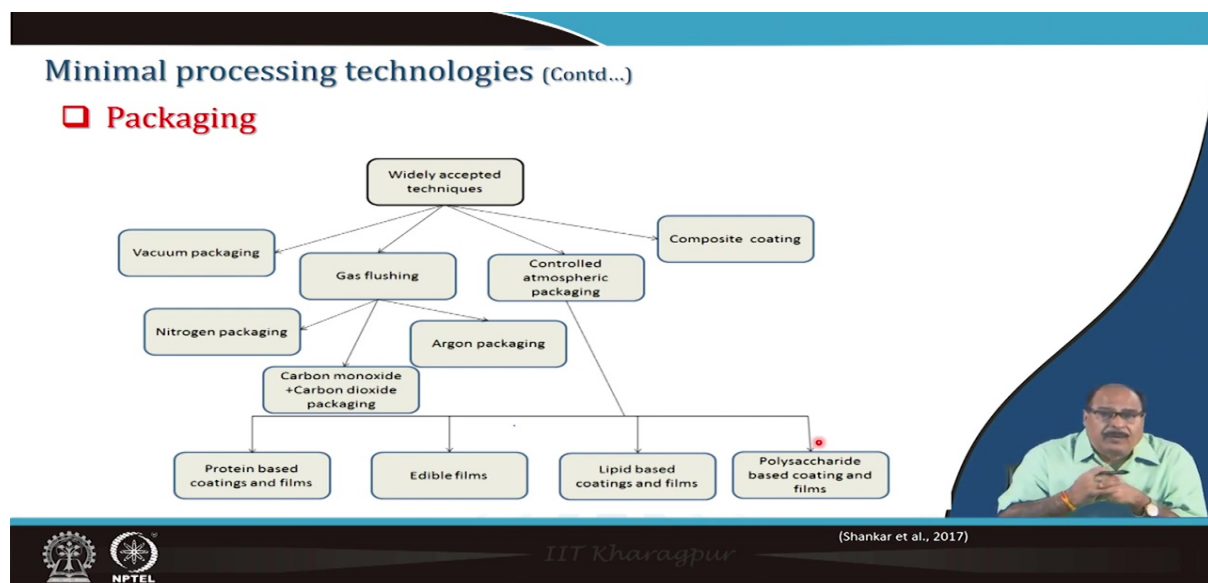 Minimal processing technologies (Contd...)
Packaging
Widely accepted
techniques
Vacuum packaging
Gas flushing
Controlled
atmospheric
packaging
Composite coating
Nitrogen packaging
Argon packaging
Carbon monoxide
+Carbon dioxide
packaging
Protein based
coatings and films
Edible films
Lipid based
coatings and films
Polysaccharide
based coating and
films
(Shankar et al., 2017)
IIT Kharagpur
NPTEL